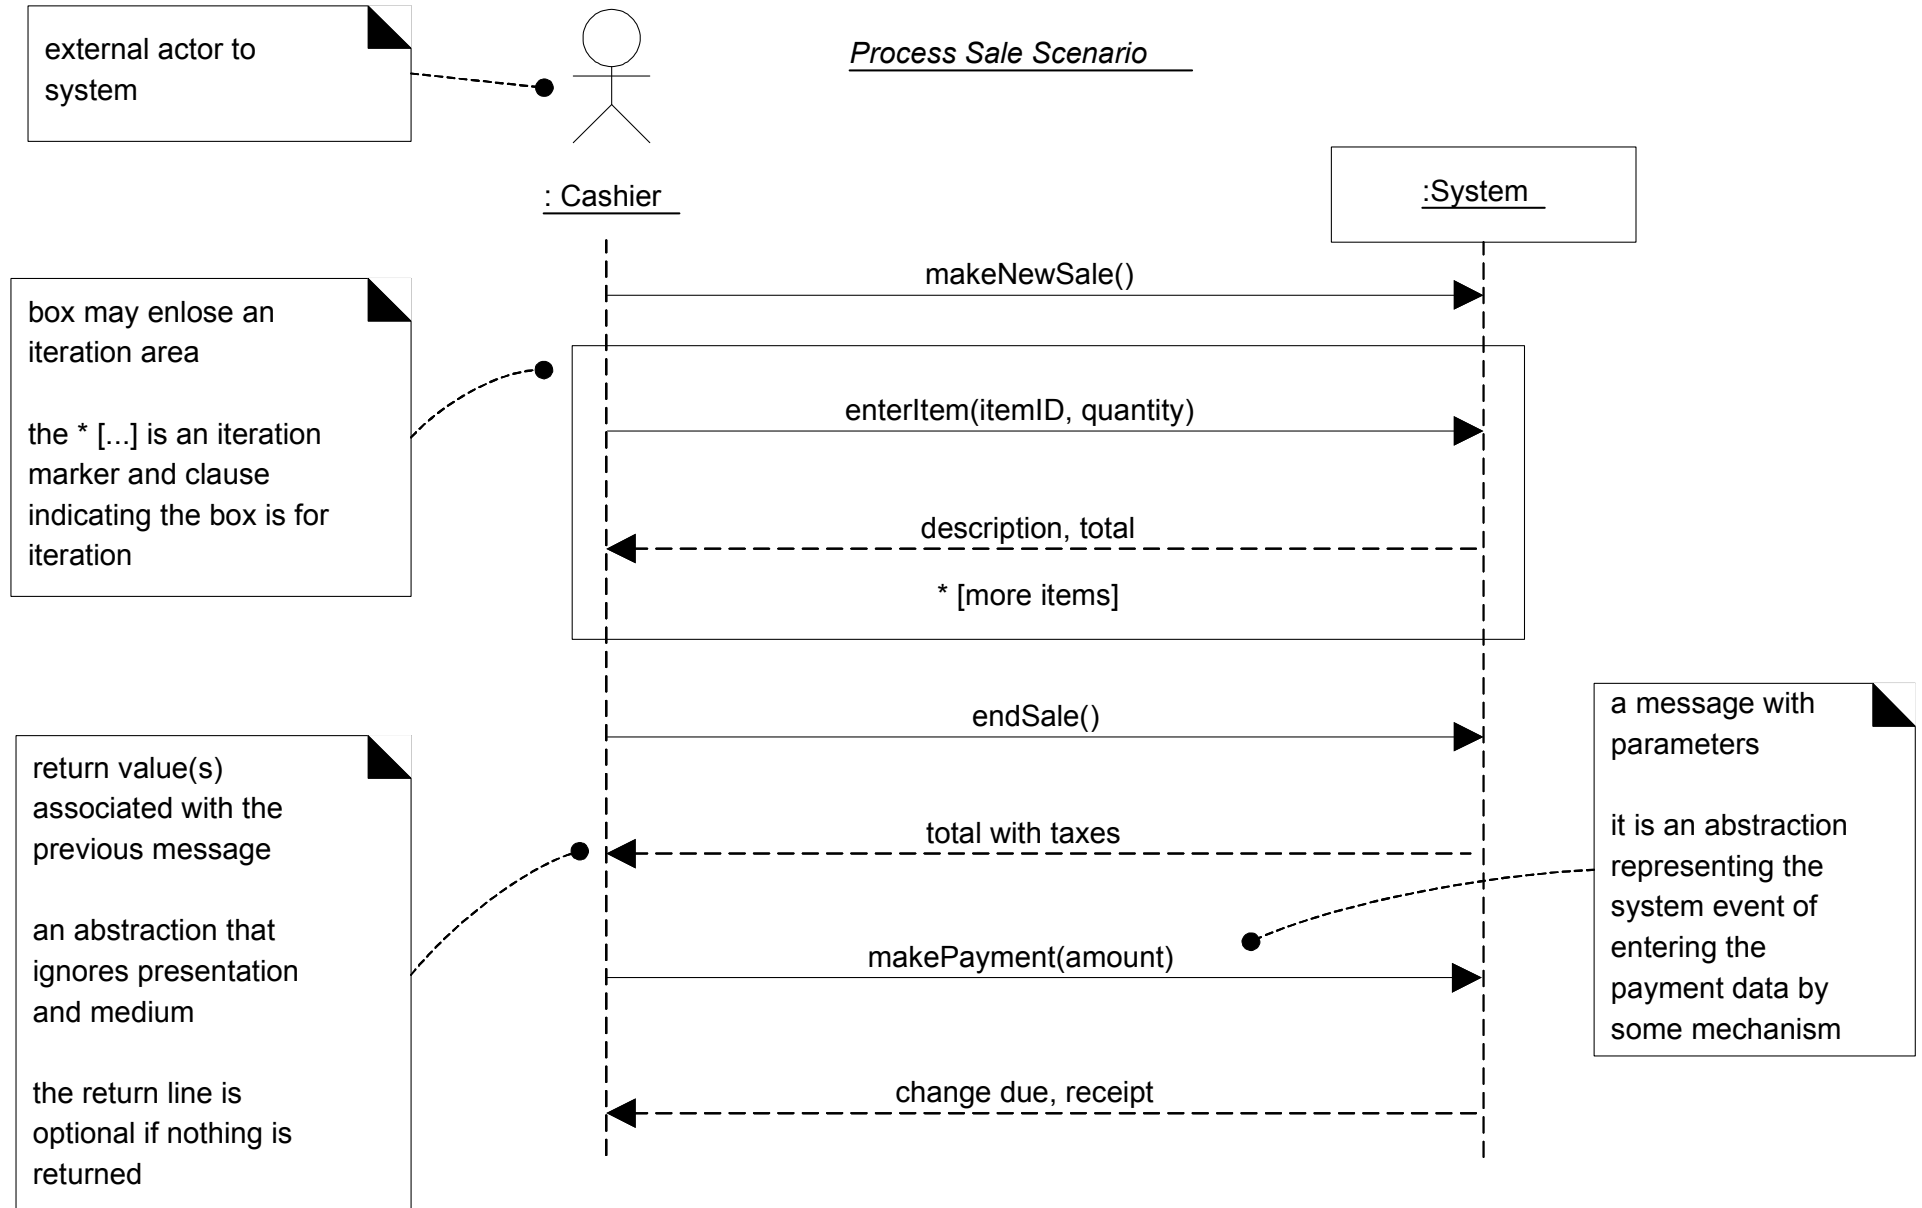 external actor to
system
Process Sale Scenario
: Cashier
:System
makeNewSale()
box may enlose an
iteration area
the * [...] is an iteration
marker and clause
indicating the box is for
iteration
enterItem(itemID, quantity)
description, total
* [more items]
endSale()
return value(s)
associated with the
previous message
an abstraction that
ignores presentation
and medium
the return line is
optional if nothing is
returned
total with taxes
a message with
parameters
it is an abstraction
representing the
system event of
entering the
payment data by
some mechanism
makePayment(amount)
change due, receipt